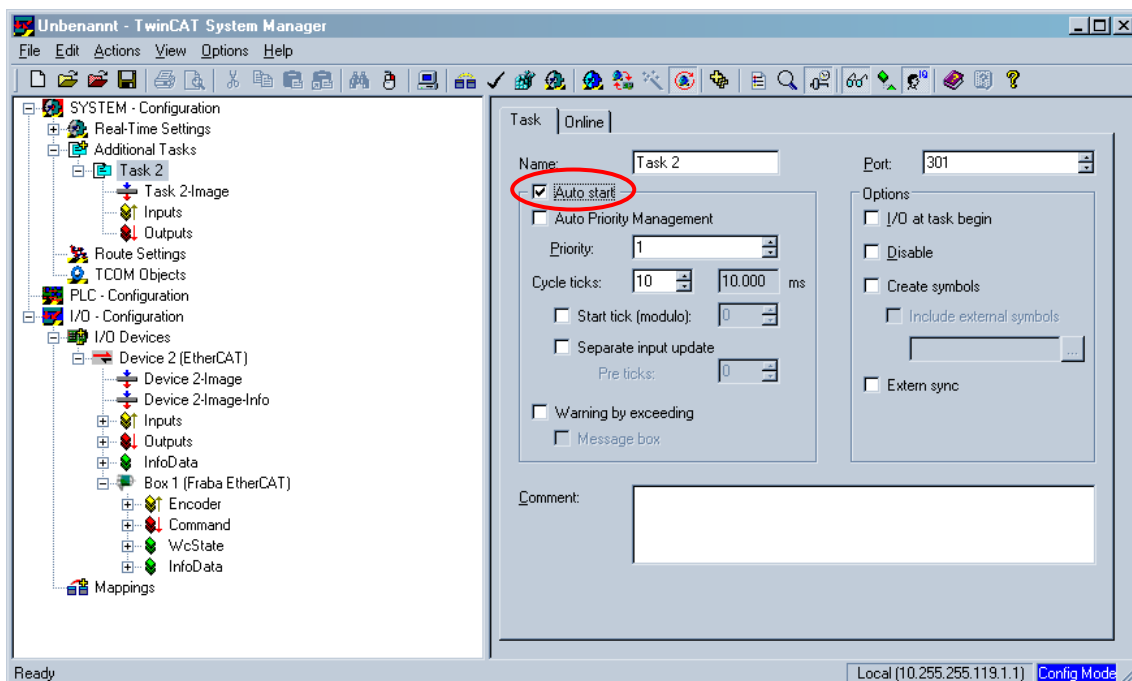 Unbenannt - TwinCAT System Manager
File Edit Actions View Options Help
SYSTEM - Configuration
Real-Time Settings
Additional Tasks
Task 2
Task 2-Image
Inputs
Outputs
Route Settings
TCOM Objects
PLC - Configuration
I/O - Configuration
I/O Devices
Device 2 (EtherCAT)
Device 2-Image
Device 2-Image-Info
Inputs
Outputs
InfoData
Box 1 (Fraba EtherCAT)
Encoder
Command
WcState
InfoData
Mappings
Task Online
Name: Task 2
Auto start
Auto Priority Management
Priority: 1
Cycle ticks: 10 10.000 ms
Start tick (modulo): 0
Separate input update
Pre ticks: 0
Warning by exceeding
Message box
Port: 301
Options
I/O at task begin
Disable
Create symbols
Include external symbols
...
Extern sync
Comment:
Ready
Local (10.255.255.119.1.1) Config Mode